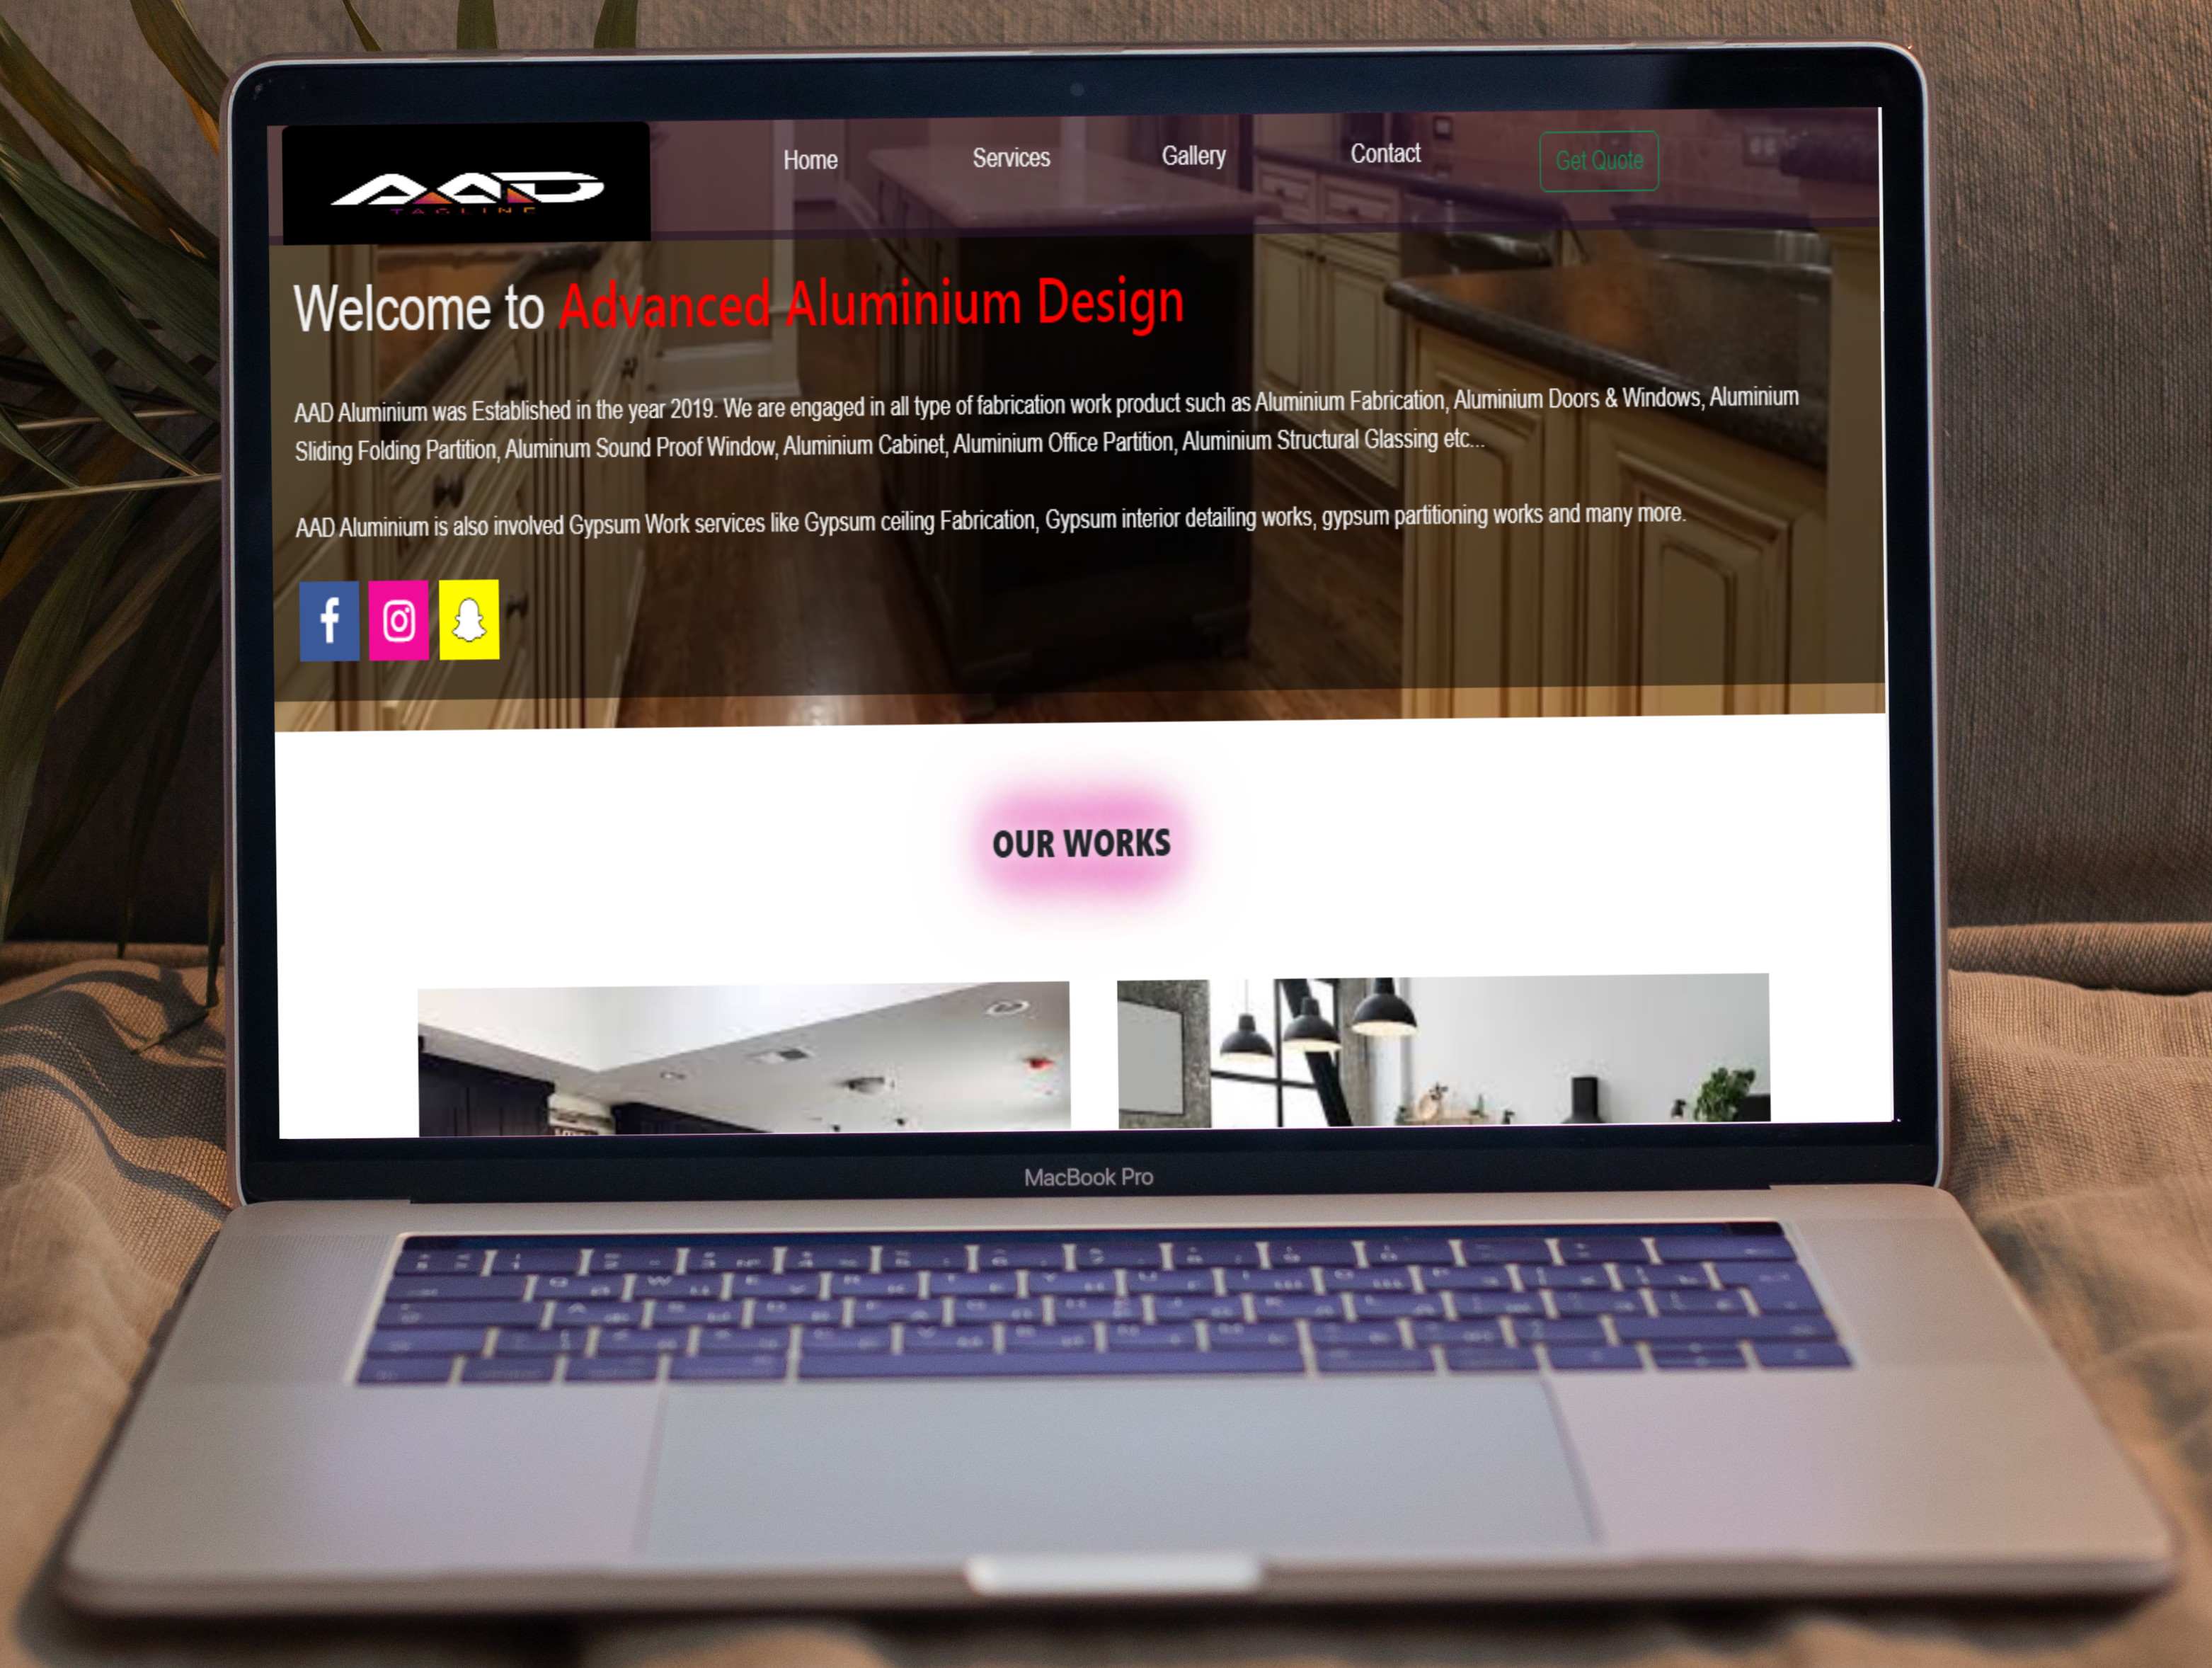 AAD
TAGLINE
Home
Services
Gallery
Contact
Get Quote
Welcome to Advanced Aluminium Design
AAD Aluminium was Established in the year 2019. We are engaged in all type of fabrication work product such as Aluminium Fabrication, Aluminium Doors & Windows, Aluminium
Sliding Folding Partition, Aluminum Sound Proof Window, Aluminium Cabinet, Aluminium Office Partition, Aluminium Structural Glassing etc...
AAD Aluminium is also involved Gypsum Work services like Gypsum ceiling Fabrication, Gypsum interior detailing works, gypsum partitioning works and many more.
OUR WORKS
MacBook Pro